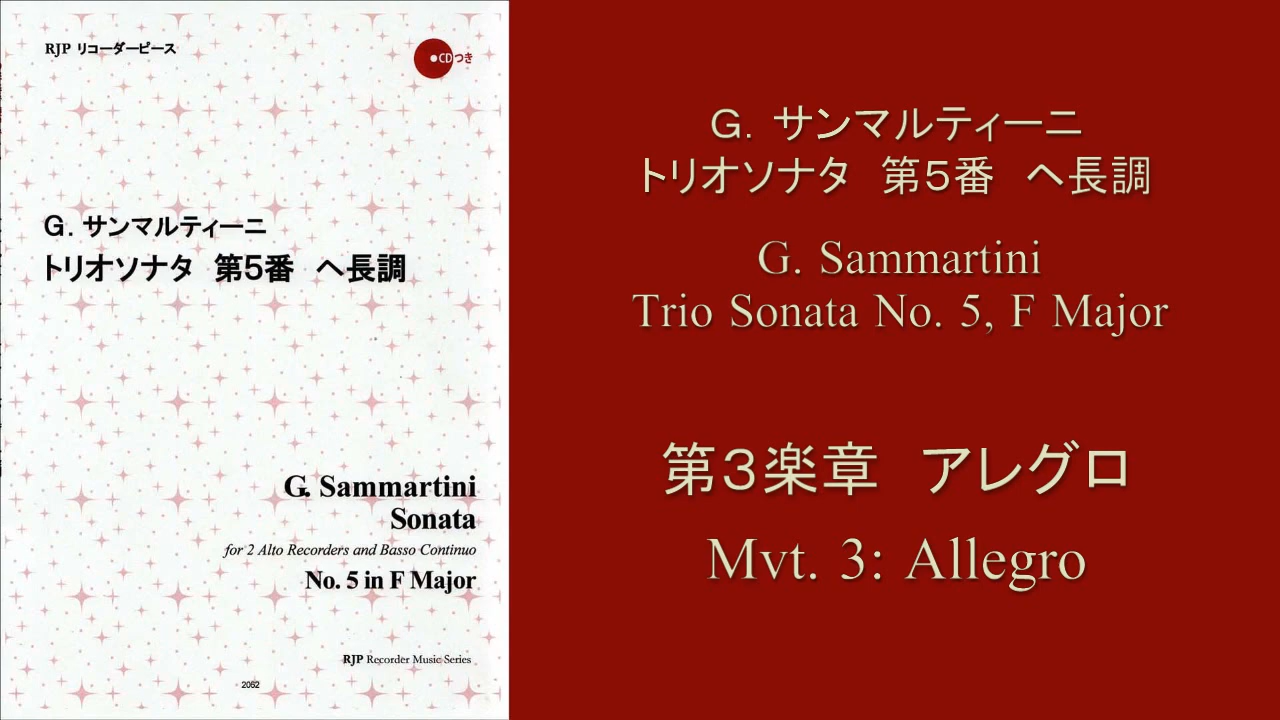 RJP リコーダーピース
CDつき
G. サンマルティーニ
トリオソナタ 第5番 ヘ長調
G. Sammartini
Sonata
for 2 Alto Recorders and Basso Continuo
No. 5 in F Major
RJP Recorder Music Series
2052
G. サンマルティーニ
トリオソナタ 第5番 ヘ長調
G. Sammartini
Trio Sonata No. 5, F Major
第3楽章 アレグロ
Mvt. 3: Allegro